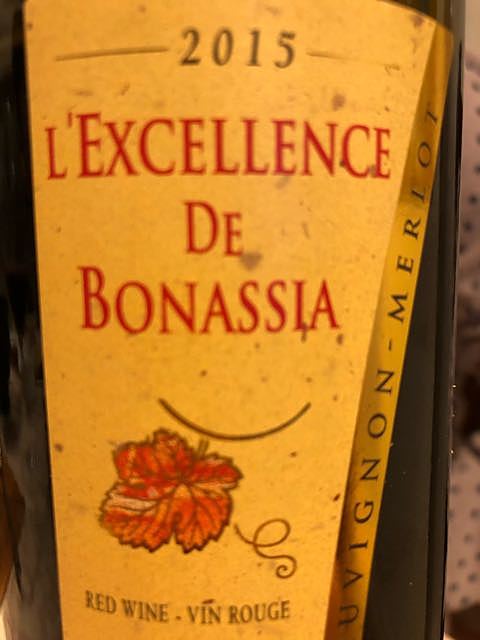 2015
L'EXCELLENCE
DE
BONASSIA
RED WINE - VIN ROUGE
UVIGNON - MERLOT